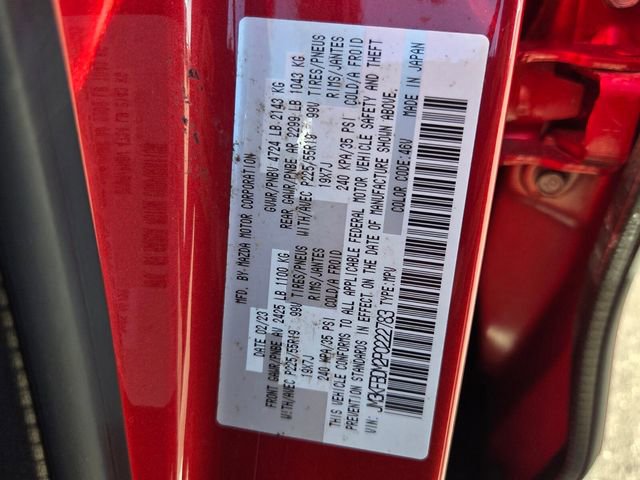 MFD. BY MAZDA MOTOR CORPORATION
DATE 02/23 GVWR/PNBV 4724 LB 2143 KG
FRONT GAWR/PNBE AV 2425 LB 1100 KG REAR GAWR/PNBE AR 2299 LB 1043 KG
WITH/AVEC P225/55R19 99V TIRES/PNEUS WITH/AVEC P225/55R19 99V TIRES/PNEUS
19X7J RIMS/JANTES 19X7J RIMS/JANTES
240 KPA/35 PSI COLD/A FROID 240 KPA/35 PSI COLD/A FROID
THIS VEHICLE CONFORMS TO ALL APPLICABLE FEDERAL MOTOR VEHICLE SAFETY AND THEFT
PREVENTION STANDARDS IN EFFECT ON THE DATE OF MANUFACTURE SHOWN ABOVE.
VIN: JM3KFBDM2P0222783 TYPE:MPV COLOR CODE:46V
MADE IN JAPAN